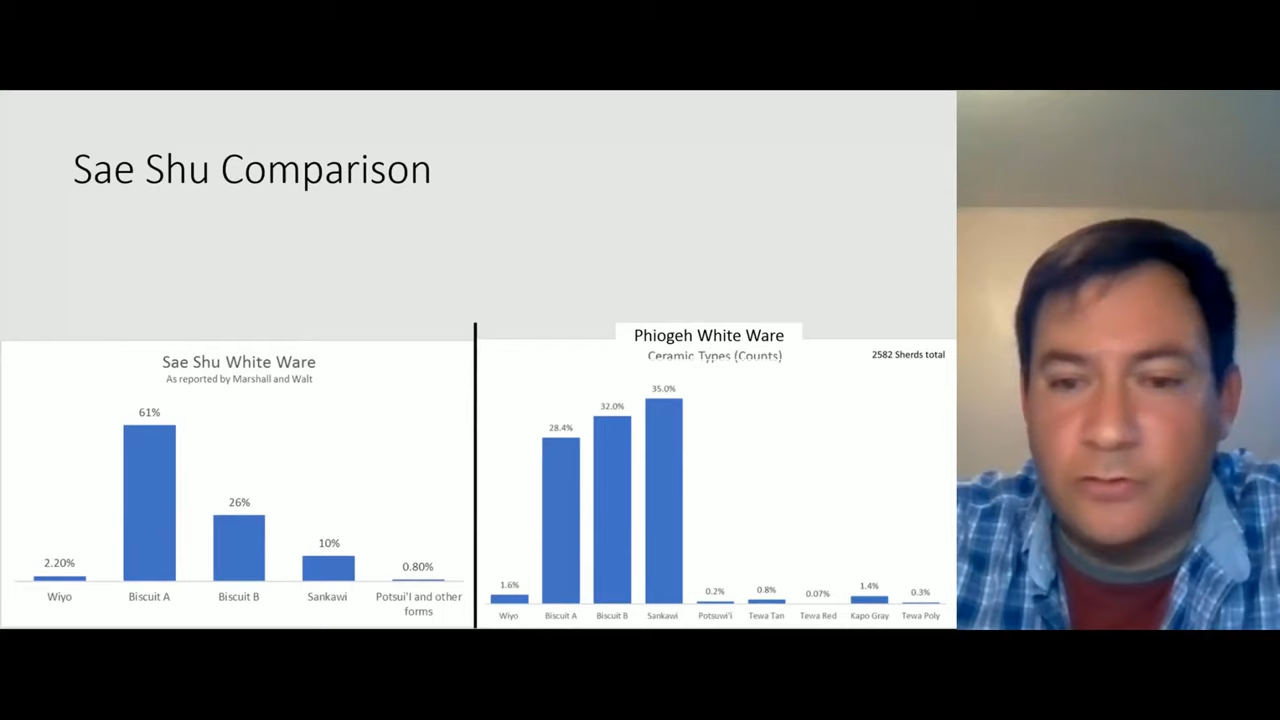 Sae Shu Comparison
Sae Shu White Ware
As reported by Marshall and Walt
61%
26%
10%
2.20%
0.80%
Wiyo
Biscuit A
Biscuit B
Sankawi
Potsui'I and other
forms
Phiogeh White Ware
Ceramic Types (Counts)
2582 Sherds total
35.0%
32.0%
28.4%
1.6%
0.2%
0.8%
0.07%
1.4%
0.3%
Wiyo
Biscuit A
Biscuit B
Sankawi
Potsuwi'i
Tewa Tan
Tewa Red
Kapo Gray
Tewa Poly